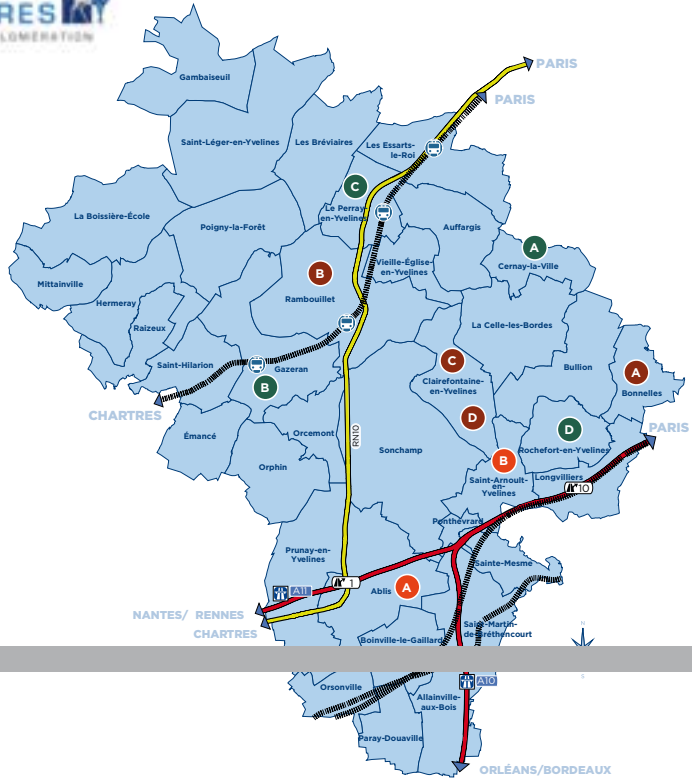 RES
PARIS
PARIS
Gambaiseuil
Saint-Léger-en-Yvelines
Les Bréviaires
Les Essarts-
le-Roi
C
Le Perray-
en-Yvelines
La Boissière-École
Poigny-la-Forêt
Auffargis
A
Cernay-la-Ville
Vieille-Église-
en-Yvelines
B
Rambouillet
Mittainville
Hermeray
Raizeux
La Celle-les-Bordes
Saint-Hilarion
Gazeran
B
C
Clairefontaine-
en-Yvelines
Bullion
A
Bonnelles
CHARTRES
D
D
PARIS
Émancé
Orcemont
RN10
Sonchamp
Rochefort-en-Yvelines
B
Orphin
Saint-Arnoult-
en-
Yvelines
Longvilliers
10
Ponthévrard
Prunay-en-
Yvelines
Sainte-Mesme
1
A11
Ablis
A
NANTES/ RENNES
CHARTRES
Saint-Martin-
de-Bréthencourt
Boinville-le-Gaillard
N
S
Orsonville
A10
Allainville-
aux-Bois
Paray-Douaville
ORLÉANS/BORDEAUX